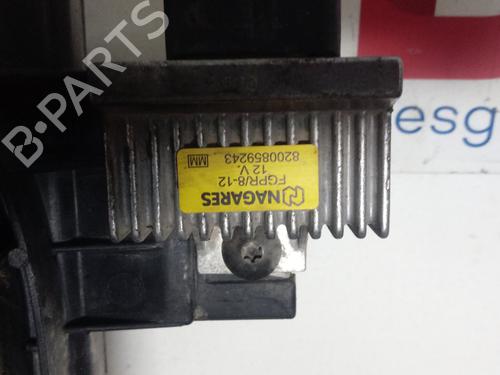 B-PARTS
NAGARES
FGPR/8-12
12 V.
8200859243
MM
esg